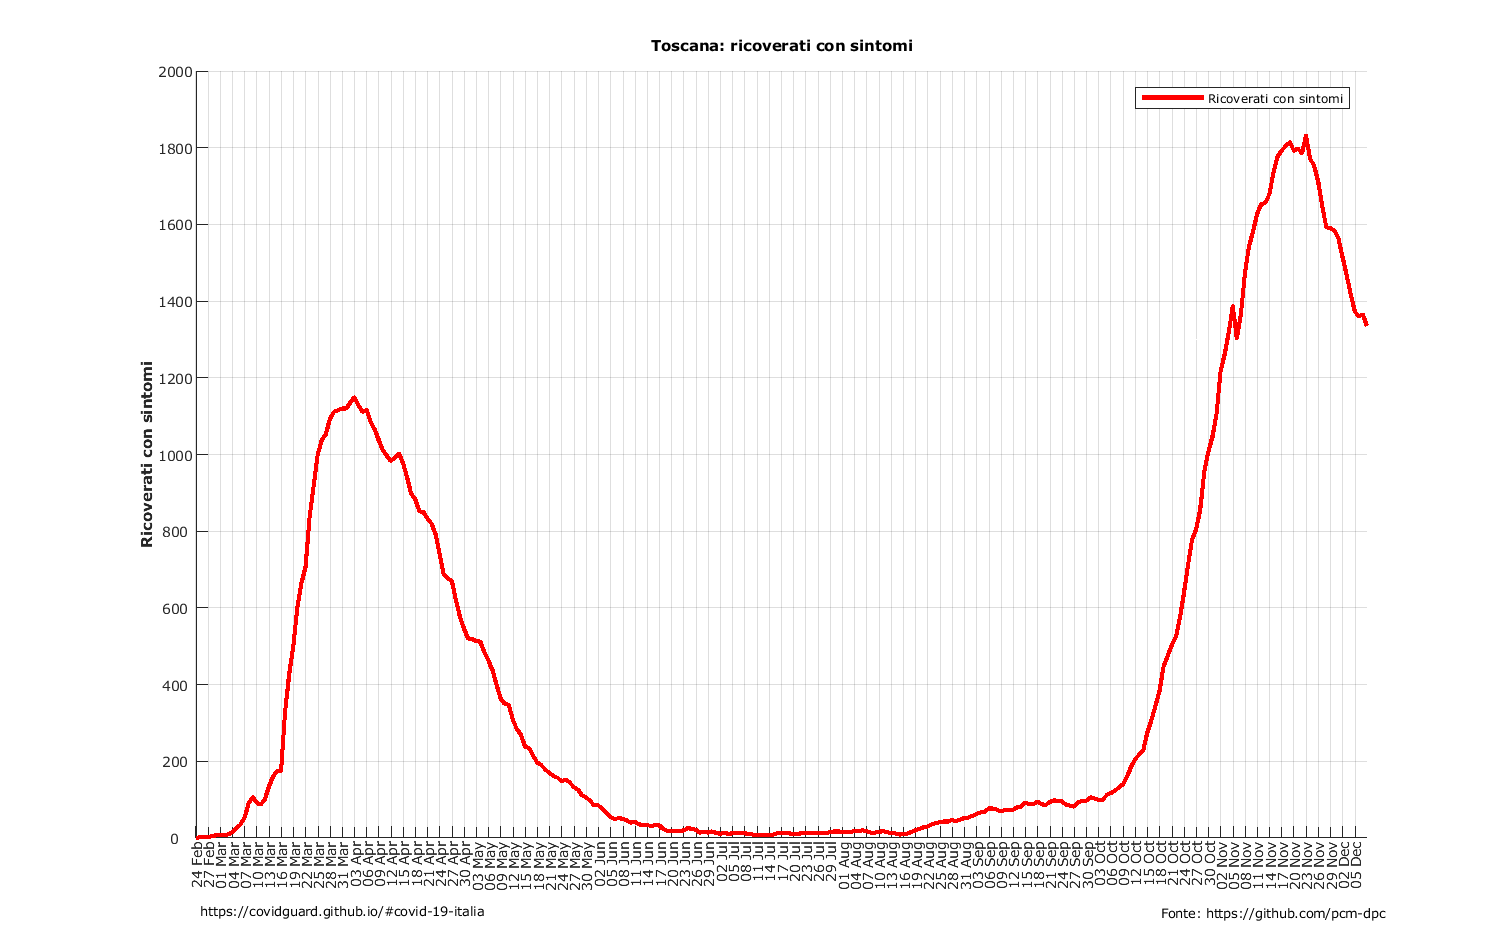 Toscana: ricoverati con sintomi
Ricoverati con sintomi
Ricoverati con sintomi
2000
1800
1600
1400
1200
1000
800
600
400
200
0
24 Feb
27 Feb
01 Mar
04 Mar
07 Mar
10 Mar
13 Mar
16 Mar
19 Mar
22 Mar
25 Mar
28 Mar
31 Mar
03 Apr
06 Apr
09 Apr
12 Apr
15 Apr
18 Apr
21 Apr
24 Apr
27 Apr
30 Apr
03 May
06 May
09 May
12 May
15 May
18 May
21 May
24 May
27 May
30 May
02 Jun
05 Jun
08 Jun
11 Jun
14 Jun
17 Jun
20 Jun
23 Jun
26 Jun
29 Jun
02 Jul
05 Jul
08 Jul
11 Jul
14 Jul
17 Jul
20 Jul
23 Jul
26 Jul
29 Jul
01 Aug
04 Aug
07 Aug
10 Aug
13 Aug
16 Aug
19 Aug
22 Aug
25 Aug
28 Aug
31 Aug
03 Sep
06 Sep
09 Sep
12 Sep
15 Sep
18 Sep
21 Sep
24 Sep
27 Sep
30 Sep
03 Oct
06 Oct
09 Oct
12 Oct
15 Oct
18 Oct
21 Oct
24 Oct
27 Oct
30 Oct
02 Nov
05 Nov
08 Nov
11 Nov
14 Nov
17 Nov
20 Nov
23 Nov
26 Nov
29 Nov
02 Dec
05 Dec
https://covidguard.github.io/#covid-19-italia
Fonte: https://github.com/pcm-dpc